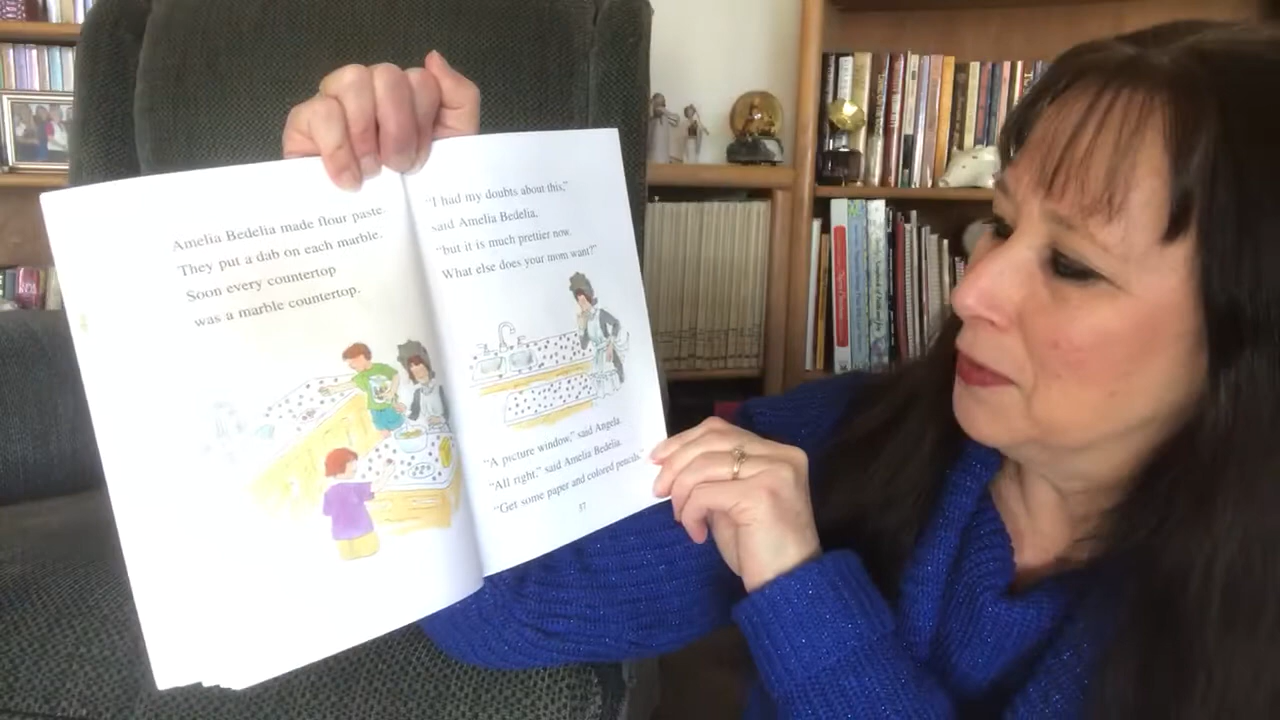 Amelia Bedelia made flour paste.
They put a dab on each marble.
Soon every countertop
was a marble countertop.
"I had my doubts about this,"
said Amelia Bedelia,
"but it is much prettier now.
What else does your mom want?"
"A picture window," said Angela.
"All right," said Amelia Bedelia.
"Get some paper and colored pencils."
37